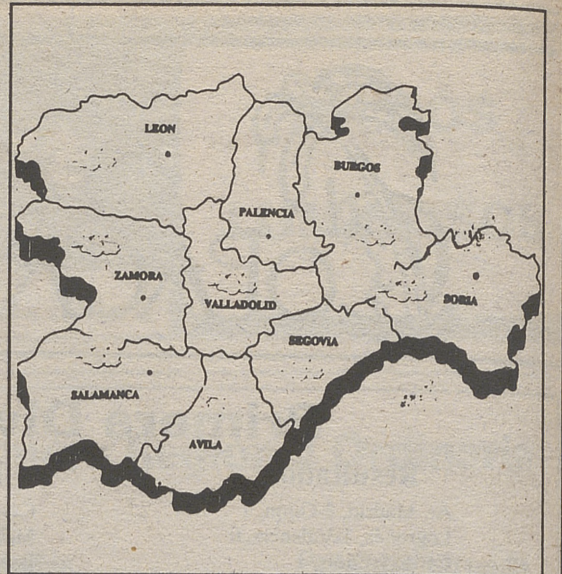 LEON
BURGOS
PALENCIA
ZAMORA
VALLADOLID
SORIA
SEGOVIA
SALAMANCA
AVILA